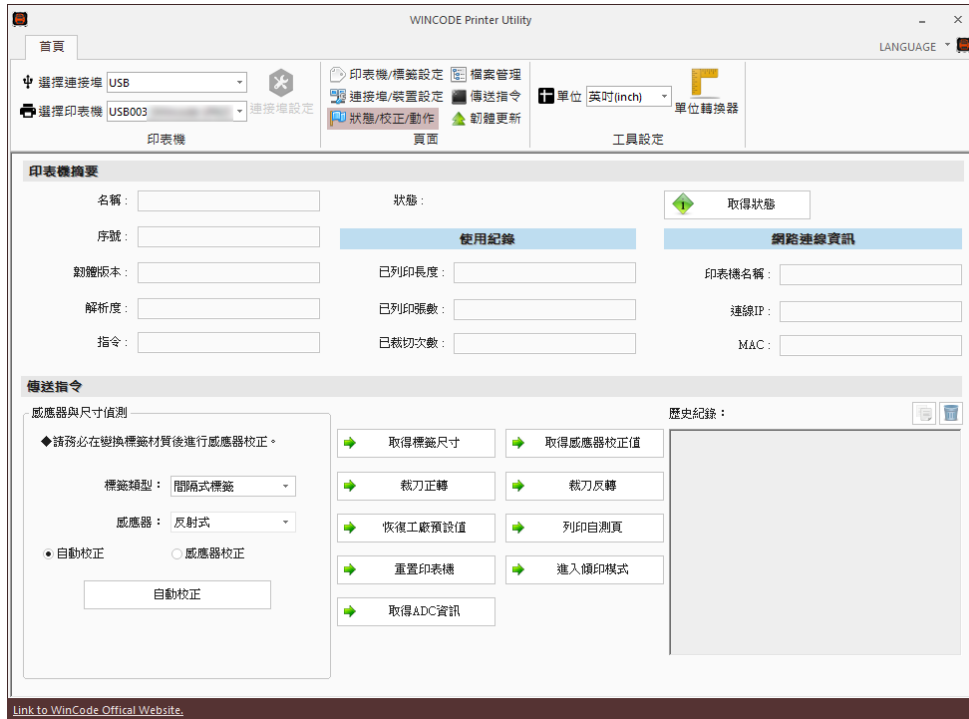 WINCODE Printer Utility
首頁
LANGUAGE
選擇連接埠 USB
選擇印表機 USB003
連接埠設定
印表機
印表機/標籤設定 檔案管理
連接埠/裝置設定 傳送指令
狀態/校正/動作 韌體更新
頁面
單位 英吋(inch)
單位轉換器
工具設定
印表機摘要
名稱 :
狀態 :
取得狀態
序號 :
使用紀錄
網路連線資訊
韌體版本 :
已列印長度 :
印表機名稱 :
解析度 :
已列印張數 :
連線IP :
指令 :
已裁切次數 :
MAC :
傳送指令
感應器與尺寸偵測
歷史紀錄：
◆請務必在變換標籤材質後進行感應器校正。
取得標籤尺寸
取得感應器校正值
標籤類型： 間隔式標籤
裁刀正轉
裁刀反轉
感應器： 反射式
恢復工廠預設值
列印自測頁
自動校正
感應器校正
重置印表機
進入傾印模式
自動校正
取得ADC資訊
Link to WinCode Offical Website.